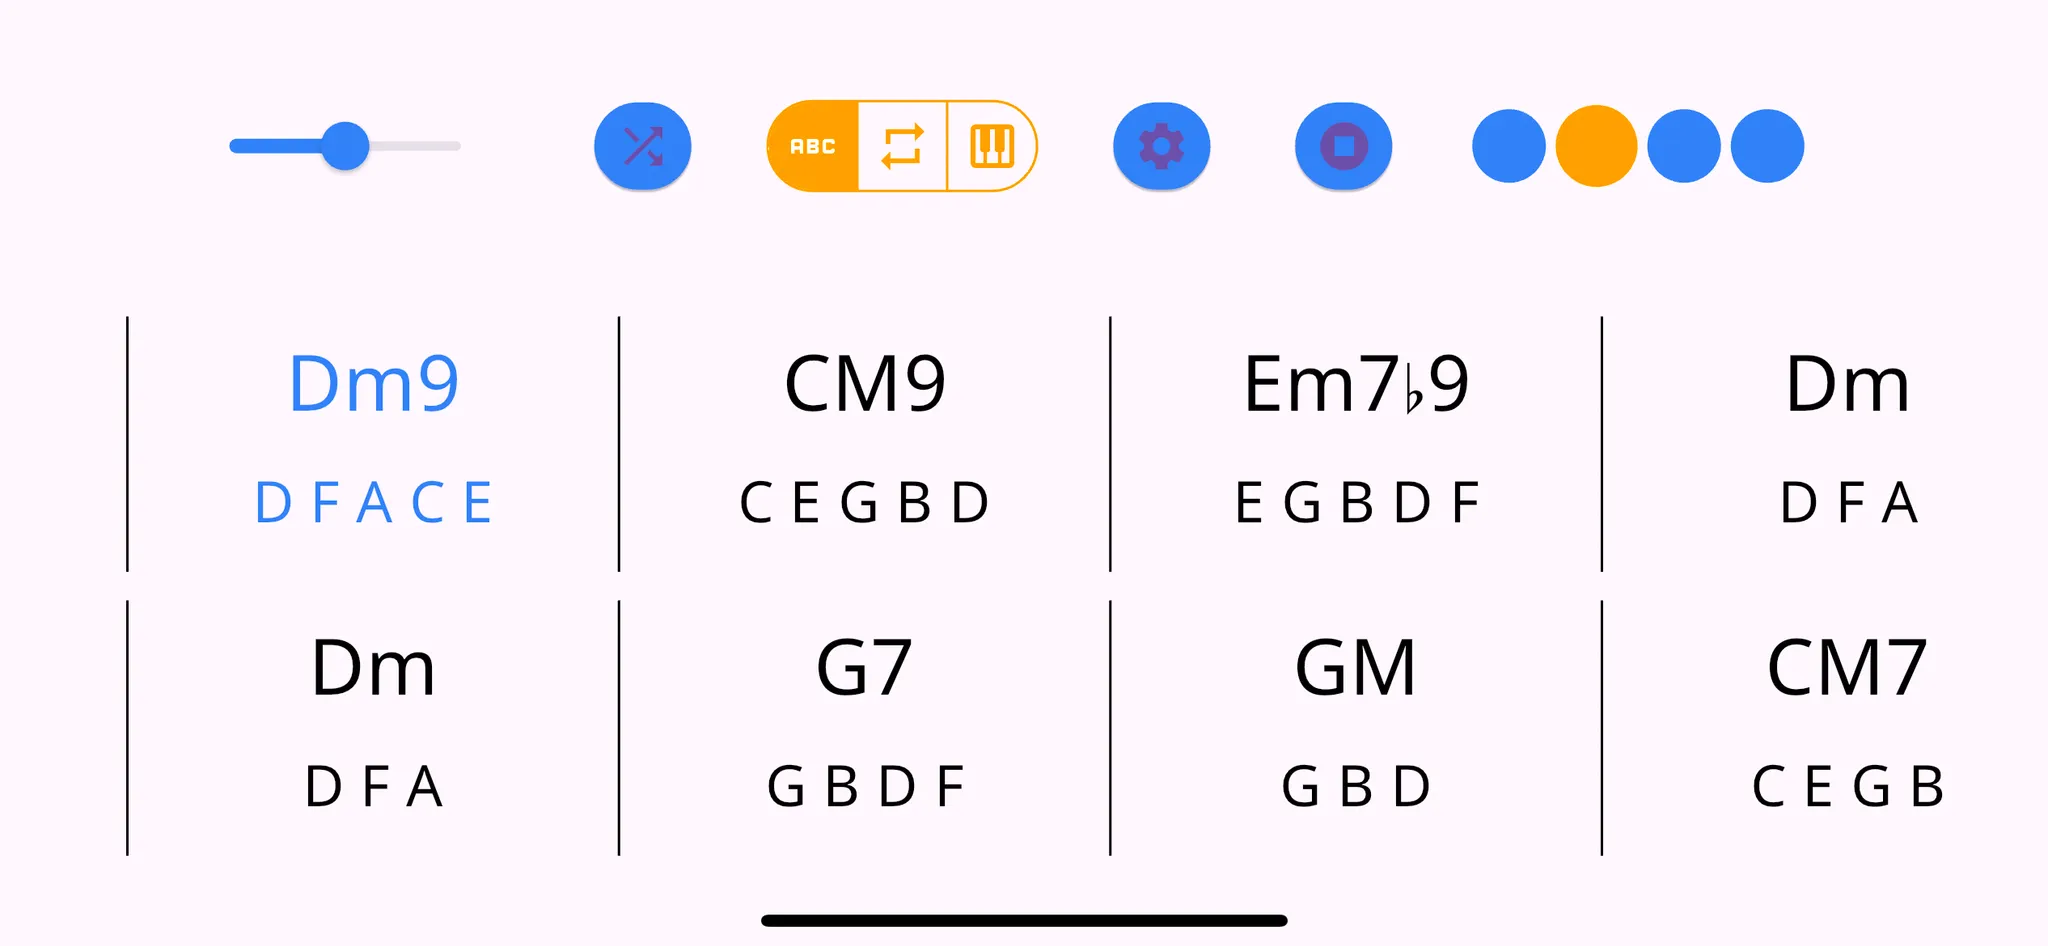 ABC
Dm9 CM9 Em7♭9 Dm
D F A C E C E G B D E G B D F D F A
Dm G7 GM CM7
D F A G B D F G B D C E G B